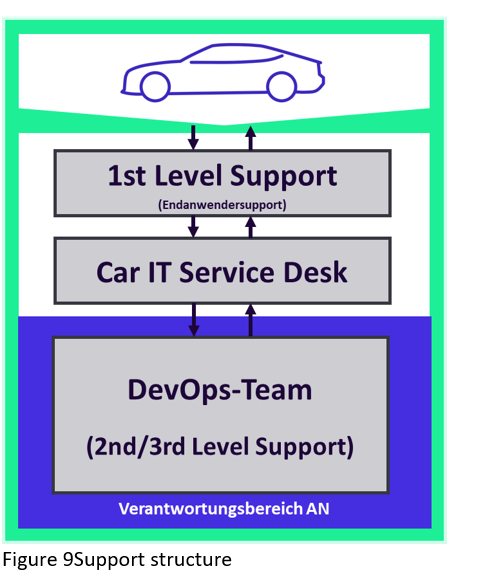 1st Level Support
(Endanwendersupport)
Car IT Service Desk
DevOps-Team
(2nd/3rd Level Support)
Verantwortungsbereich AN
Figure 9Support structure